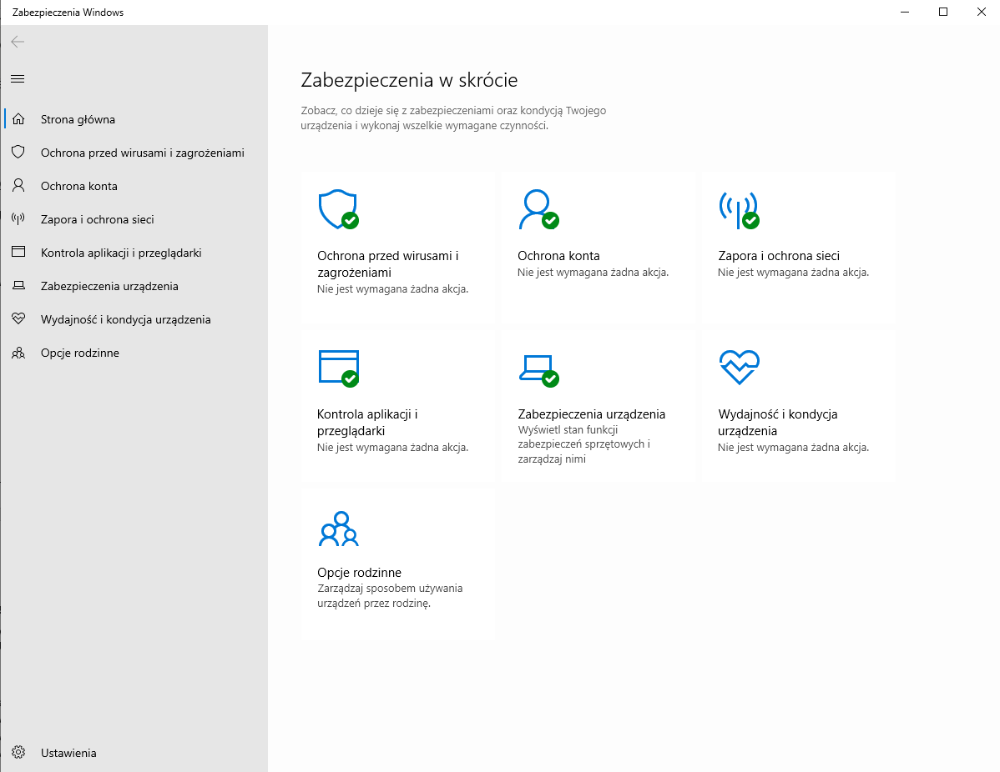 Zabezpieczenia Windows
Strona główna
Ochrona przed wirusami i zagrożeniami
Ochrona konta
Zapora i ochrona sieci
Kontrola aplikacji i przeglądarki
Zabezpieczenia urządzenia
Wydajność i kondycja urządzenia
Opcje rodzinne
Ustawienia
Zabezpieczenia w skrócie
Zobacz, co dzieje się z zabezpieczeniami oraz kondycją Twojego
urządzenia i wykonaj wszelkie wymagane czynności.
Ochrona przed wirusami i
zagrożeniami
Nie jest wymagana żadna akcja.
Ochrona konta
Nie jest wymagana żadna akcja.
Zapora i ochrona sieci
Nie jest wymagana żadna akcja.
Kontrola aplikacji i
przeglądarki
Nie jest wymagana żadna akcja.
Zabezpieczenia urządzenia
Wyświetl stan funkcji
zabezpieczeń sprzętowych i
zarządzaj nimi
Wydajność i kondycja
urządzenia
Nie jest wymagana żadna akcja.
Opcje rodzinne
Zarządzaj sposobem używania
urządzeń przez rodzinę.